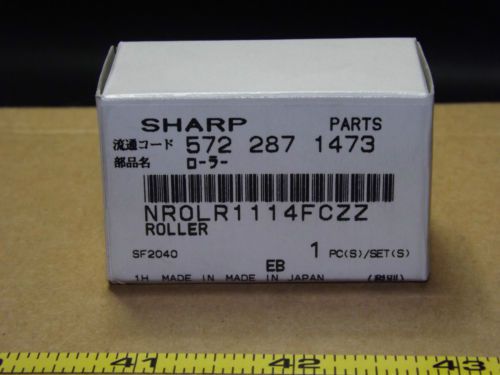 SHARP PARTS
流通コード 572 287 1473
部品名 ローラー
NROLR1114FCZZ
ROLLER
SF2040 1 PC(S)/SET(S)
EB
1H MADE IN MADE IN JAPAN
41 42 43